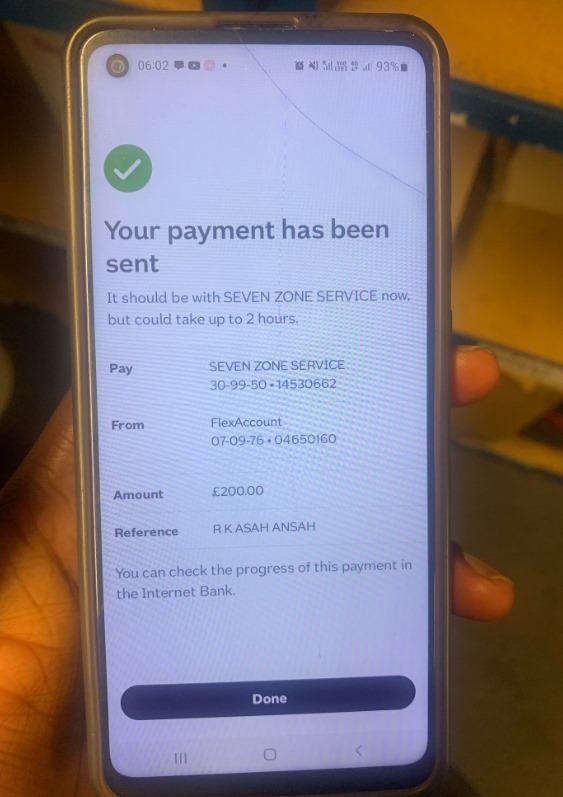 06:02
93%
Your payment has been
sent
It should be with SEVEN ZONE SERVICE now,
but could take up to 2 hours.
Pay SEVEN ZONE SERVICE
30-99-50 • 14530662
From FlexAccount
07-09-76 • 04650160
Amount £200.00
Reference R K ASAH ANSAH
You can check the progress of this payment in
the Internet Bank.
Done